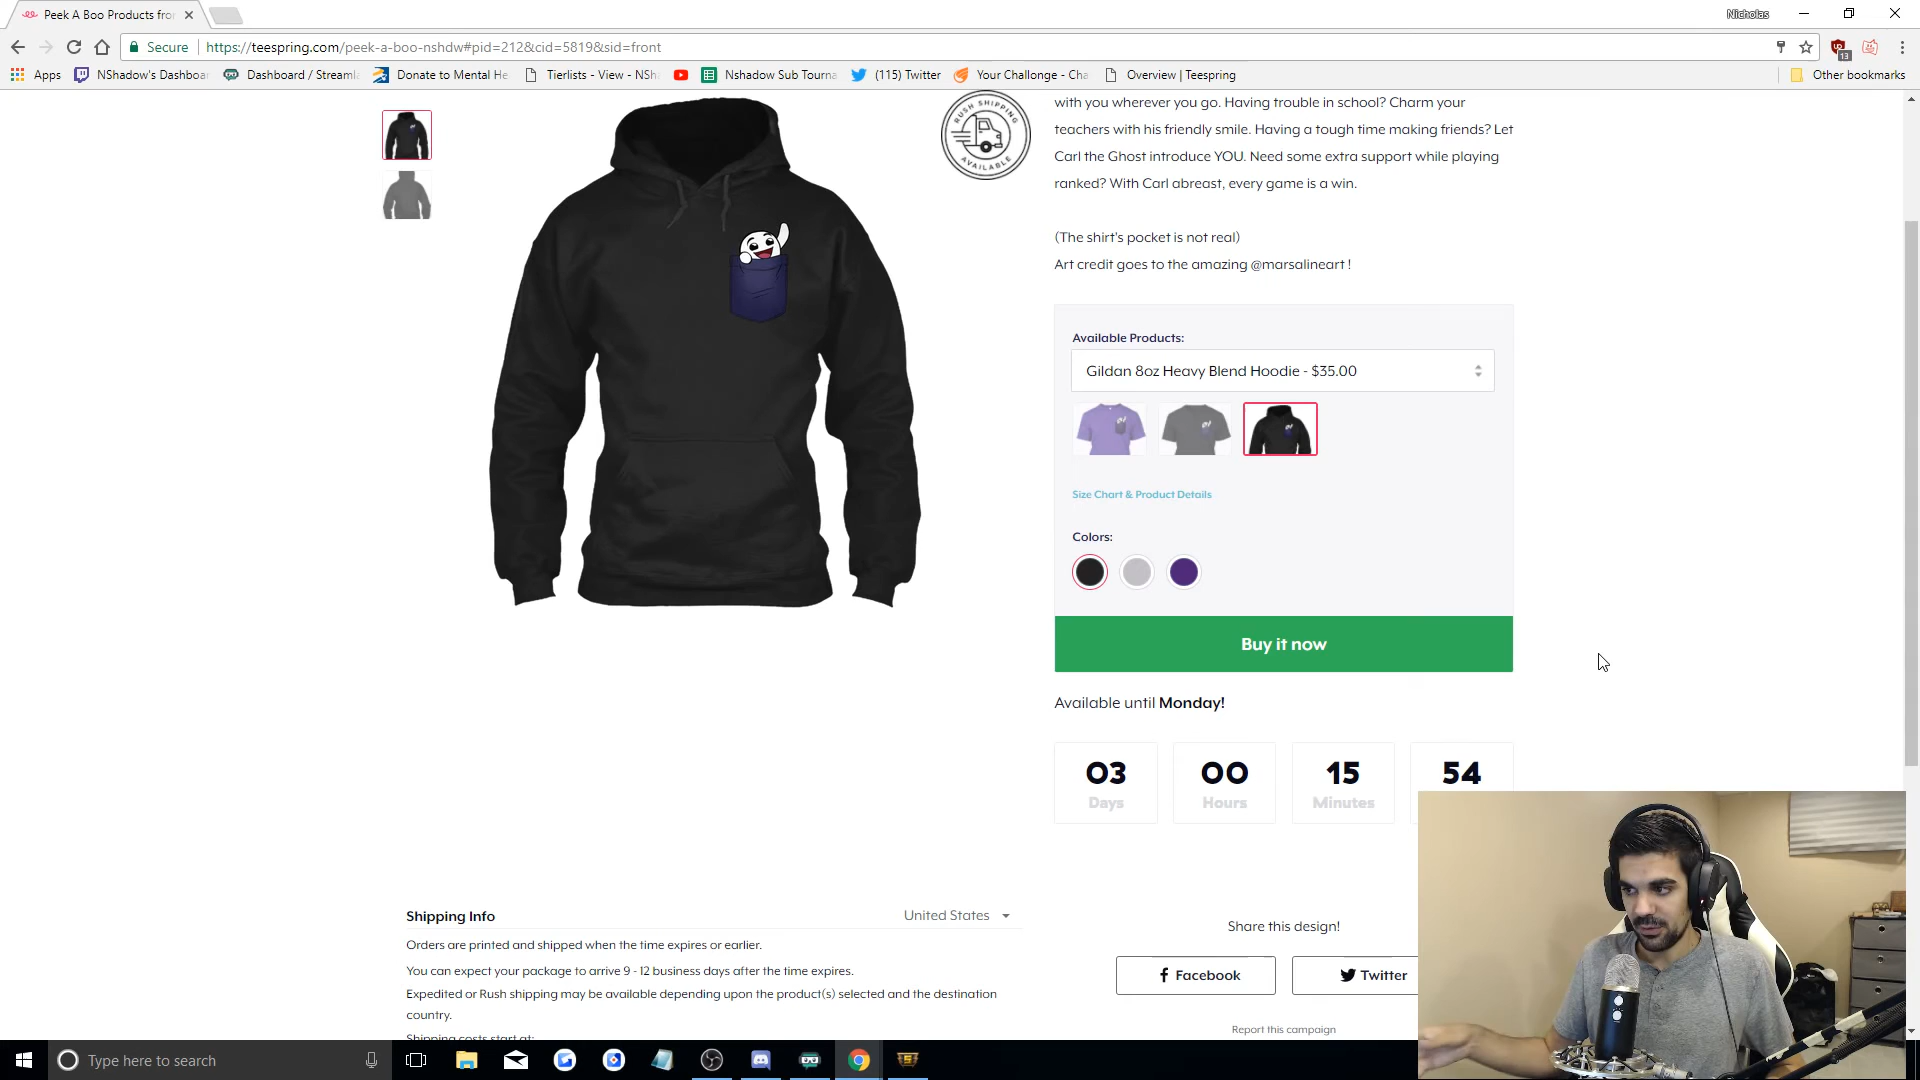 Peek A Boo Products fro
Nicholas
Secure
https://teespring.com/peek-a-boo-nshdw#pid=212&cid=5819&sid=front
Apps
NShadow's Dashboa
Dashboard / Streaml
Donate to Mental He
Tierlists - View - NSh
Nshadow Sub Tourna
(115) Twitter
Your Challonge - Cha
Overview | Teespring
Other bookmarks
13
RUSH SHIPPING
AVAILABLE
with you wherever you go. Having trouble in school? Charm your
teachers with his friendly smile. Having a tough time making friends? Let
Carl the Ghost introduce YOU. Need some extra support while playing
ranked? With Carl abreast, every game is a win.
(The shirt's pocket is not real)
Art credit goes to the amazing @marsalineart !
Available Products:
Gildan 8oz Heavy Blend Hoodie - $35.00
Size Chart & Product Details
Colors:
Buy it now
Available until Monday!
03 00 15 54
Days Hours Minutes
Shipping Info
United States
Orders are printed and shipped when the time expires or earlier.
You can expect your package to arrive 9 - 12 business days after the time expires.
Expedited or Rush shipping may be available depending upon the product(s) selected and the destination
country.
Shipping costs start at:
Share this design!
Facebook
Twitter
Report this campaign
Type here to search